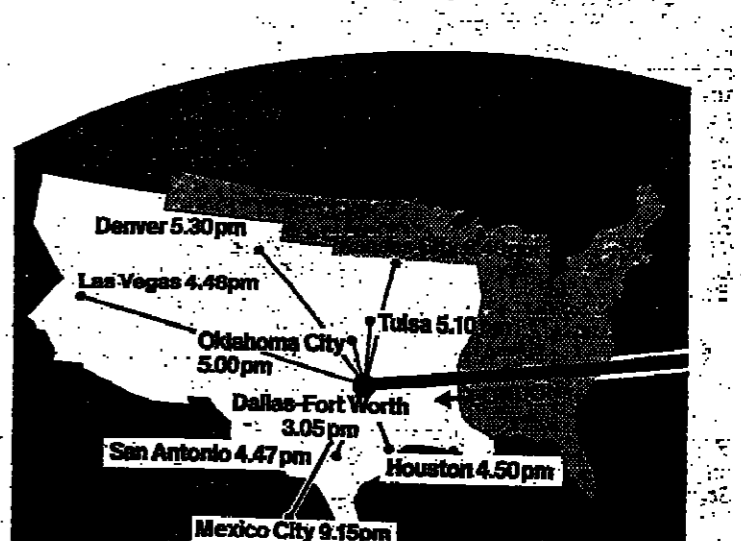 Denver 5.30pm
Las Vegas 4.48pm
Tulsa 5.10
Oklahoma City
5.00pm
Dallas-Fort Worth
3.05pm
San Antonio 4.47pm
Houston 4.50pm
Mexico City 9.15pm